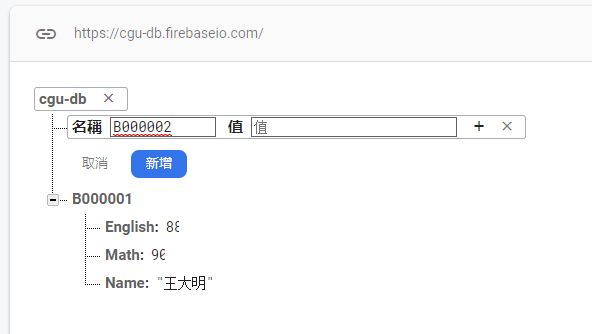 https://cgu-db.firebaseio.com/
cgu-db ×
名稱 B000002 值 值 + ×
取消 新增
B000001
English: 88
Math: 90
Name: "王大明"